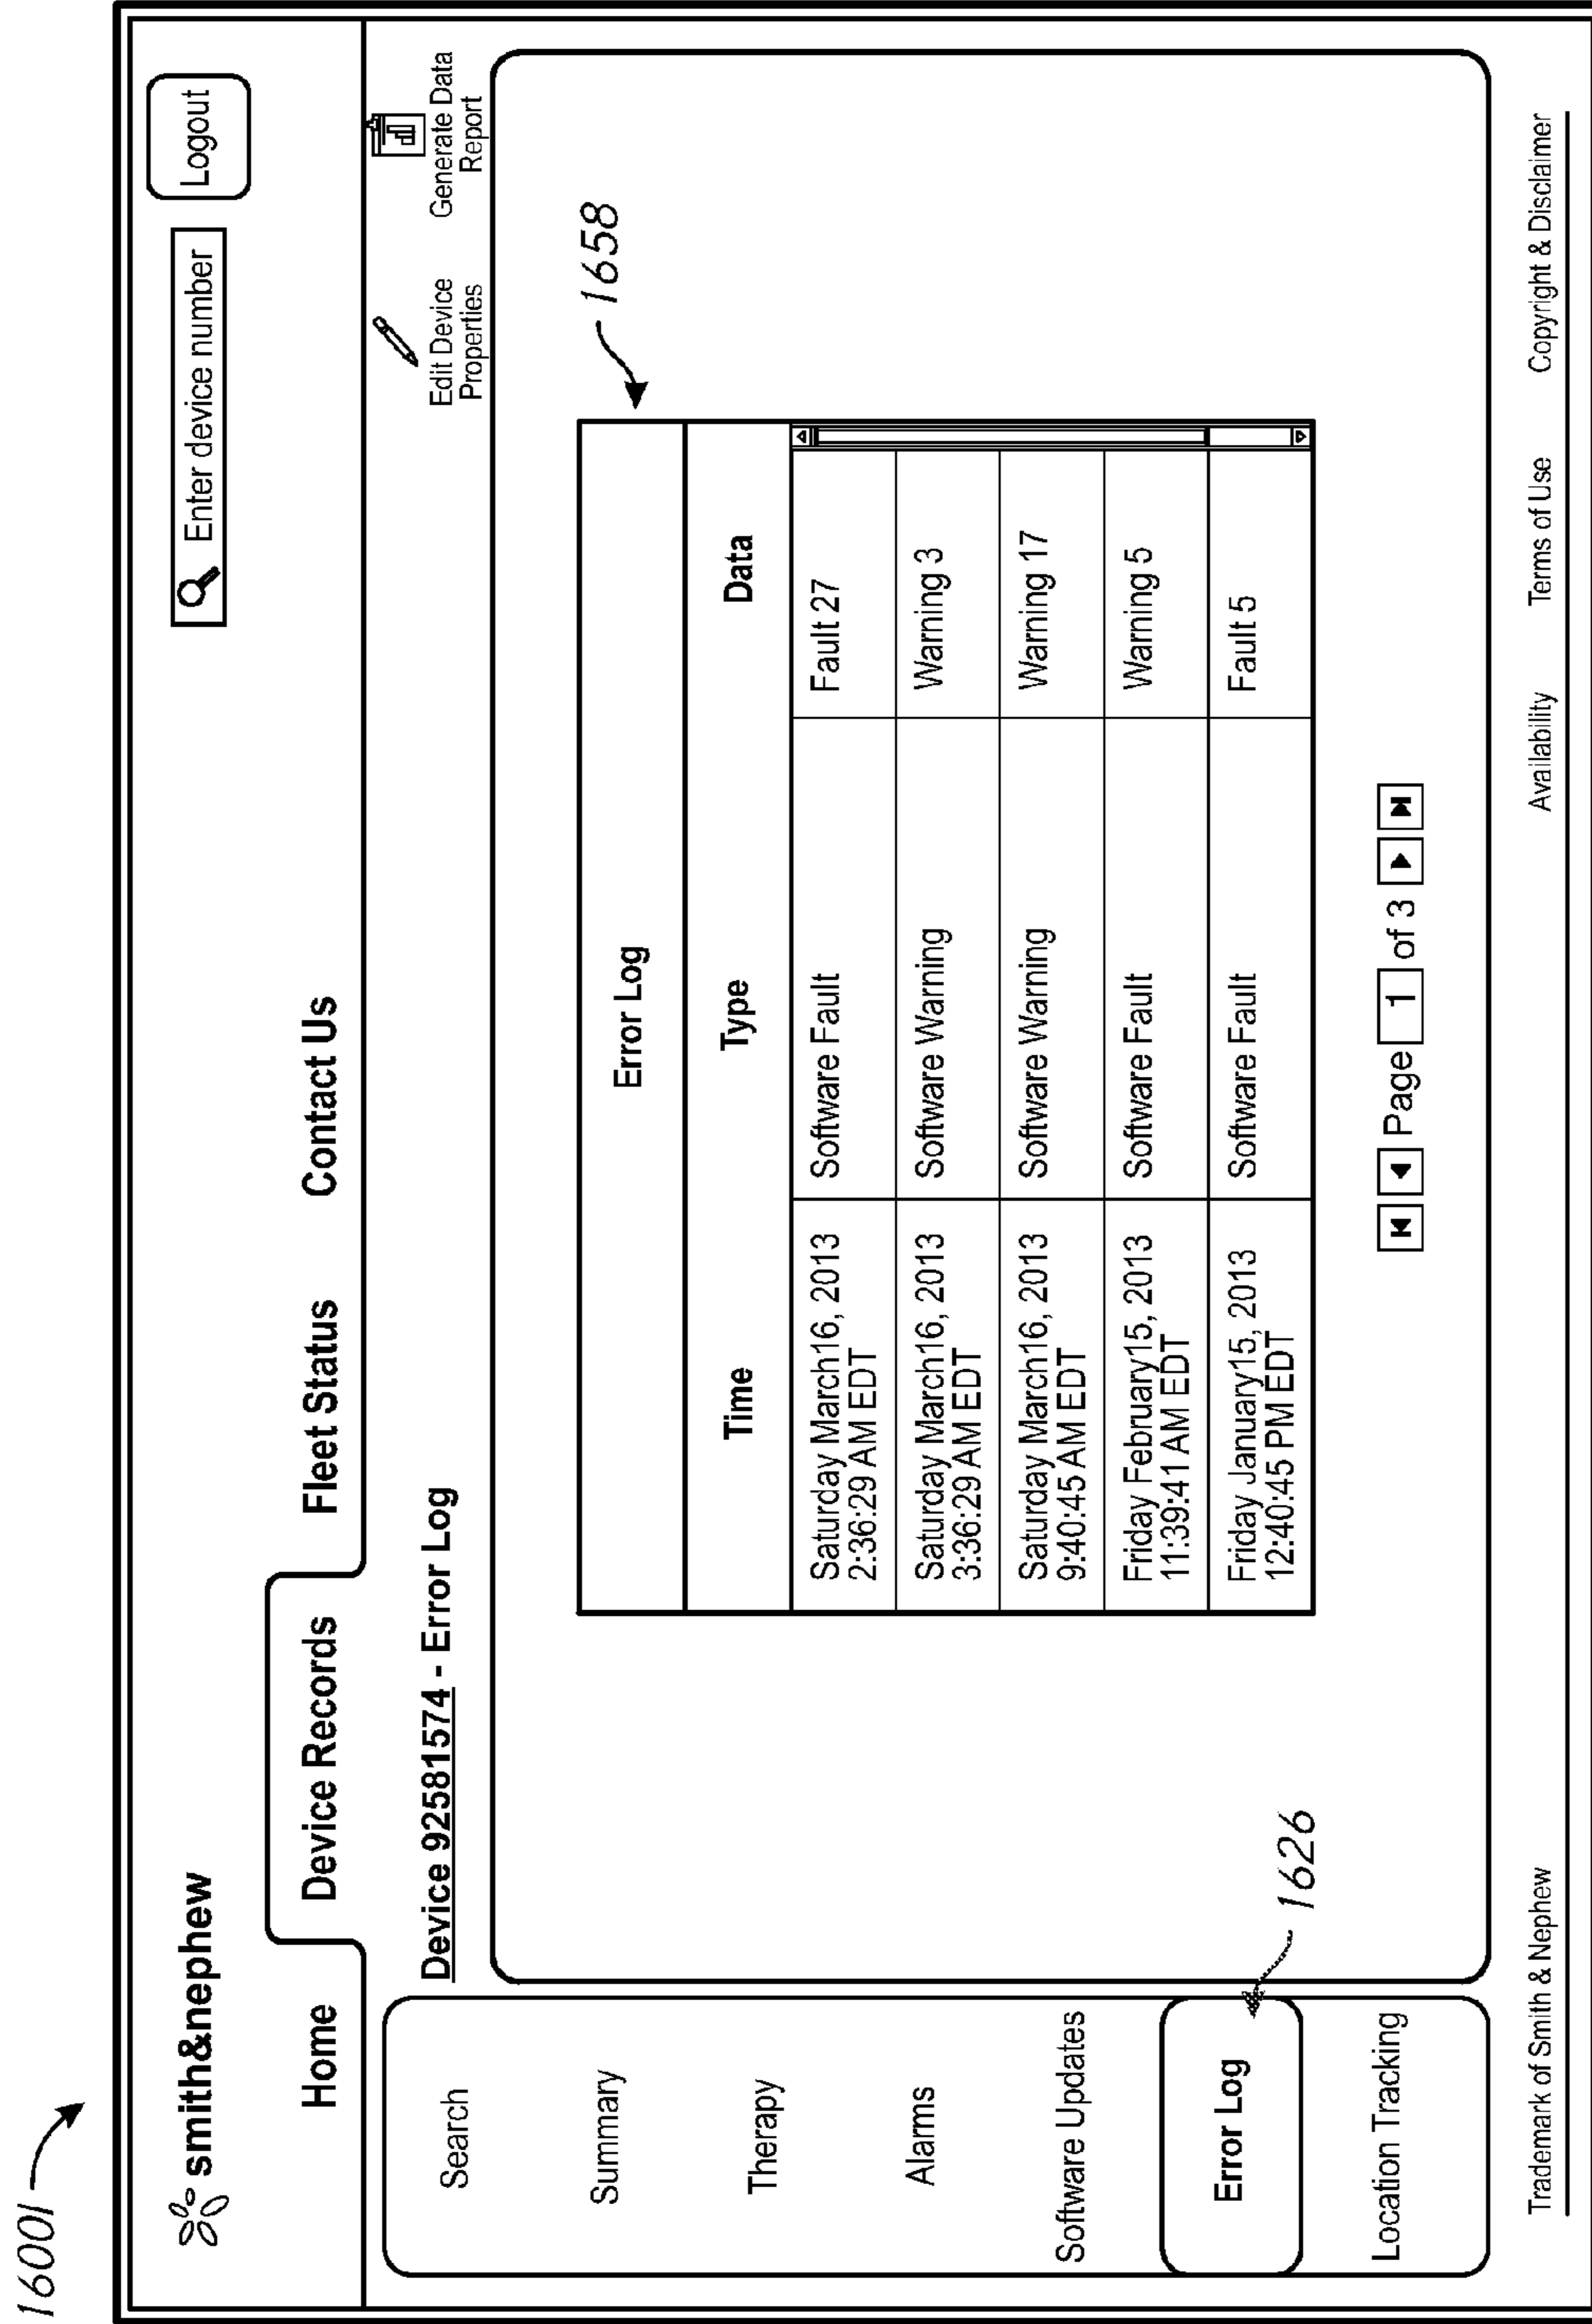 1600I
smith&nephew
Enter device number
Logout
Home
Device Records
Fleet Status
Contact Us
Device 92581574 - Error Log
Edit Device
Properties
Generate Data
Report
Search
Summary
Therapy
Alarms
Software Updates
Error Log
Location Tracking
1626
1658
Error Log
Time Type Data
Saturday March16, 2013
2:36:29 AM EDT
Software Fault
Fault 27
Saturday March16, 2013
3:36:29 AM EDT
Software Warning
Warning 3
Saturday March16, 2013
9:40:45 AM EDT
Software Warning
Warning 17
Friday February15, 2013
11:39:41 AM EDT
Software Fault
Warning 5
Friday January15, 2013
12:40:45 PM EDT
Software Fault
Fault 5
Page 1 of 3
Trademark of Smith & Nephew
Availability
Terms of Use
Copyright & Disclaimer